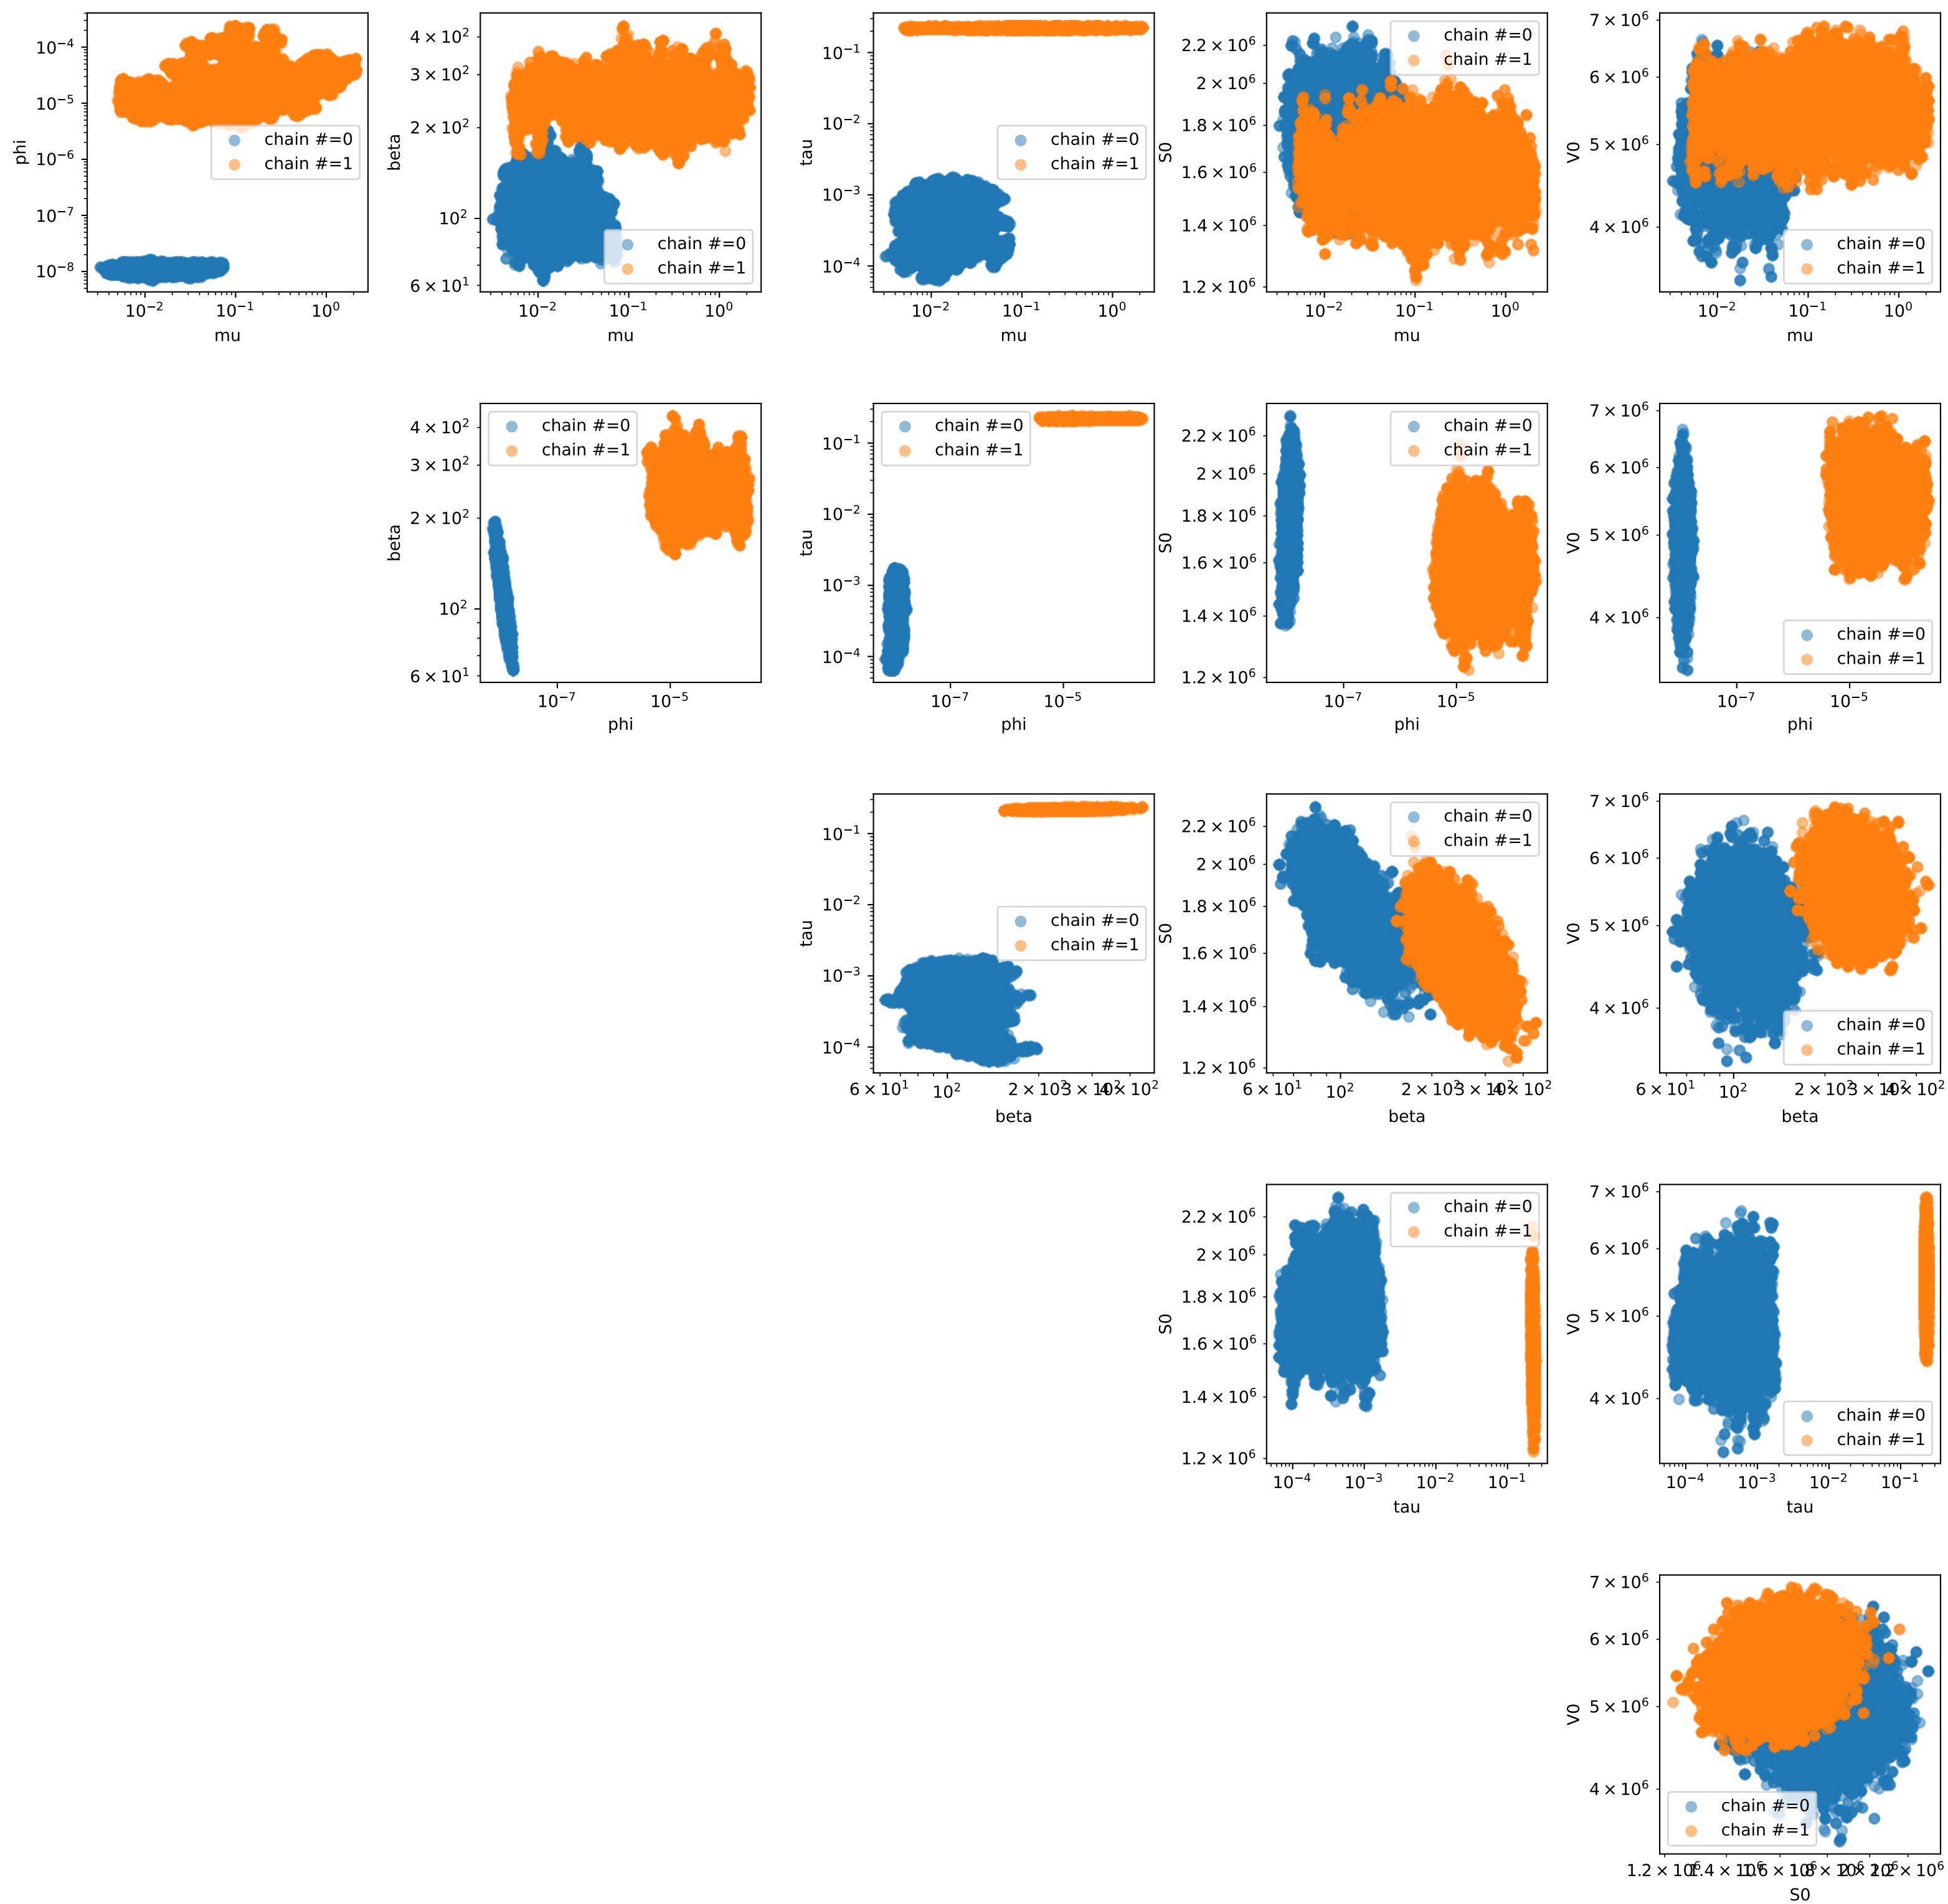 10⁻⁴
10⁻⁵
10⁻⁶
10⁻⁷
10⁻⁸
phi
chain #=0
chain #=1
10⁻² 10⁻¹ 10⁰
mu
4 × 10²
3 × 10²
2 × 10²
10²
6 × 10¹
beta
chain #=0
chain #=1
10⁻² 10⁻¹ 10⁰
mu
10⁻¹
10⁻²
10⁻³
10⁻⁴
tau
chain #=0
chain #=1
10⁻² 10⁻¹ 10⁰
mu
2.2 × 10⁶
2 × 10⁶
1.8 × 10⁶
1.6 × 10⁶
1.4 × 10⁶
1.2 × 10⁶
S0
chain #=0
chain #=1
10⁻² 10⁻¹ 10⁰
mu
7 × 10⁶
6 × 10⁶
5 × 10⁶
4 × 10⁶
V0
chain #=0
chain #=1
10⁻² 10⁻¹ 10⁰
mu
4 × 10²
3 × 10²
2 × 10²
10²
6 × 10¹
beta
chain #=0
chain #=1
10⁻⁷ 10⁻⁵
phi
10⁻¹
10⁻²
10⁻³
10⁻⁴
tau
chain #=0
chain #=1
10⁻⁷ 10⁻⁵
phi
2.2 × 10⁶
2 × 10⁶
1.8 × 10⁶
1.6 × 10⁶
1.4 × 10⁶
1.2 × 10⁶
S0
chain #=0
chain #=1
10⁻⁷ 10⁻⁵
phi
7 × 10⁶
6 × 10⁶
5 × 10⁶
4 × 10⁶
V0
chain #=0
chain #=1
10⁻⁷ 10⁻⁵
phi
10⁻¹
10⁻²
10⁻³
10⁻⁴
tau
chain #=0
chain #=1
6 × 10¹ 10²
beta
2.2 × 10⁶
2 × 10⁶
1.8 × 10⁶
1.6 × 10⁶
1.4 × 10⁶
1.2 × 10⁶
S0
chain #=0
chain #=1
6 × 10¹ 10²
beta
7 × 10⁶
6 × 10⁶
5 × 10⁶
4 × 10⁶
V0
chain #=0
chain #=1
6 × 10¹ 10²
beta
2.2 × 10⁶
2 × 10⁶
1.8 × 10⁶
1.6 × 10⁶
1.4 × 10⁶
1.2 × 10⁶
S0
chain #=0
chain #=1
10⁻⁴ 10⁻³ 10⁻² 10⁻¹
tau
7 × 10⁶
6 × 10⁶
5 × 10⁶
4 × 10⁶
V0
chain #=0
chain #=1
10⁻⁴ 10⁻³ 10⁻² 10⁻¹
tau
7 × 10⁶
6 × 10⁶
5 × 10⁶
4 × 10⁶
V0
chain #=0
chain #=1
S0